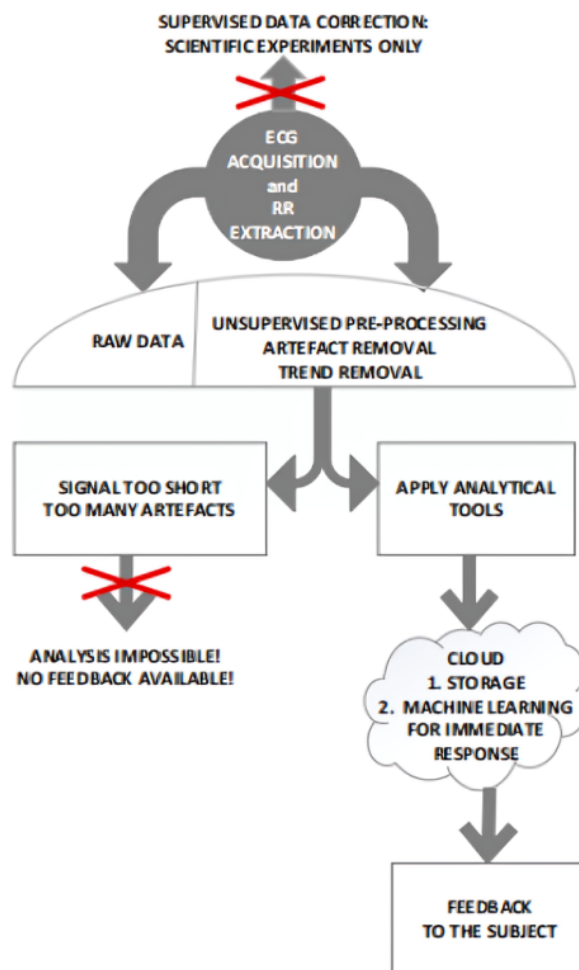 SUPERVISED DATA CORRECTION:
SCIENTIFIC EXPERIMENTS ONLY
ECG
ACQUISITION
and
RR
EXTRACTION
RAW DATA
UNSUPERVISED PRE-PROCESSING
ARTEFACT REMOVAL
TREND REMOVAL
SIGNAL TOO SHORT
TOO MANY ARTEFACTS
APPLY ANALYTICAL
TOOLS
ANALYSIS IMPOSSIBLE!
NO FEEDBACK AVAILABLE!
CLOUD
1. STORAGE
2. MACHINE LEARNING
FOR IMMEDIATE
RESPONSE
FEEDBACK
TO THE SUBJECT